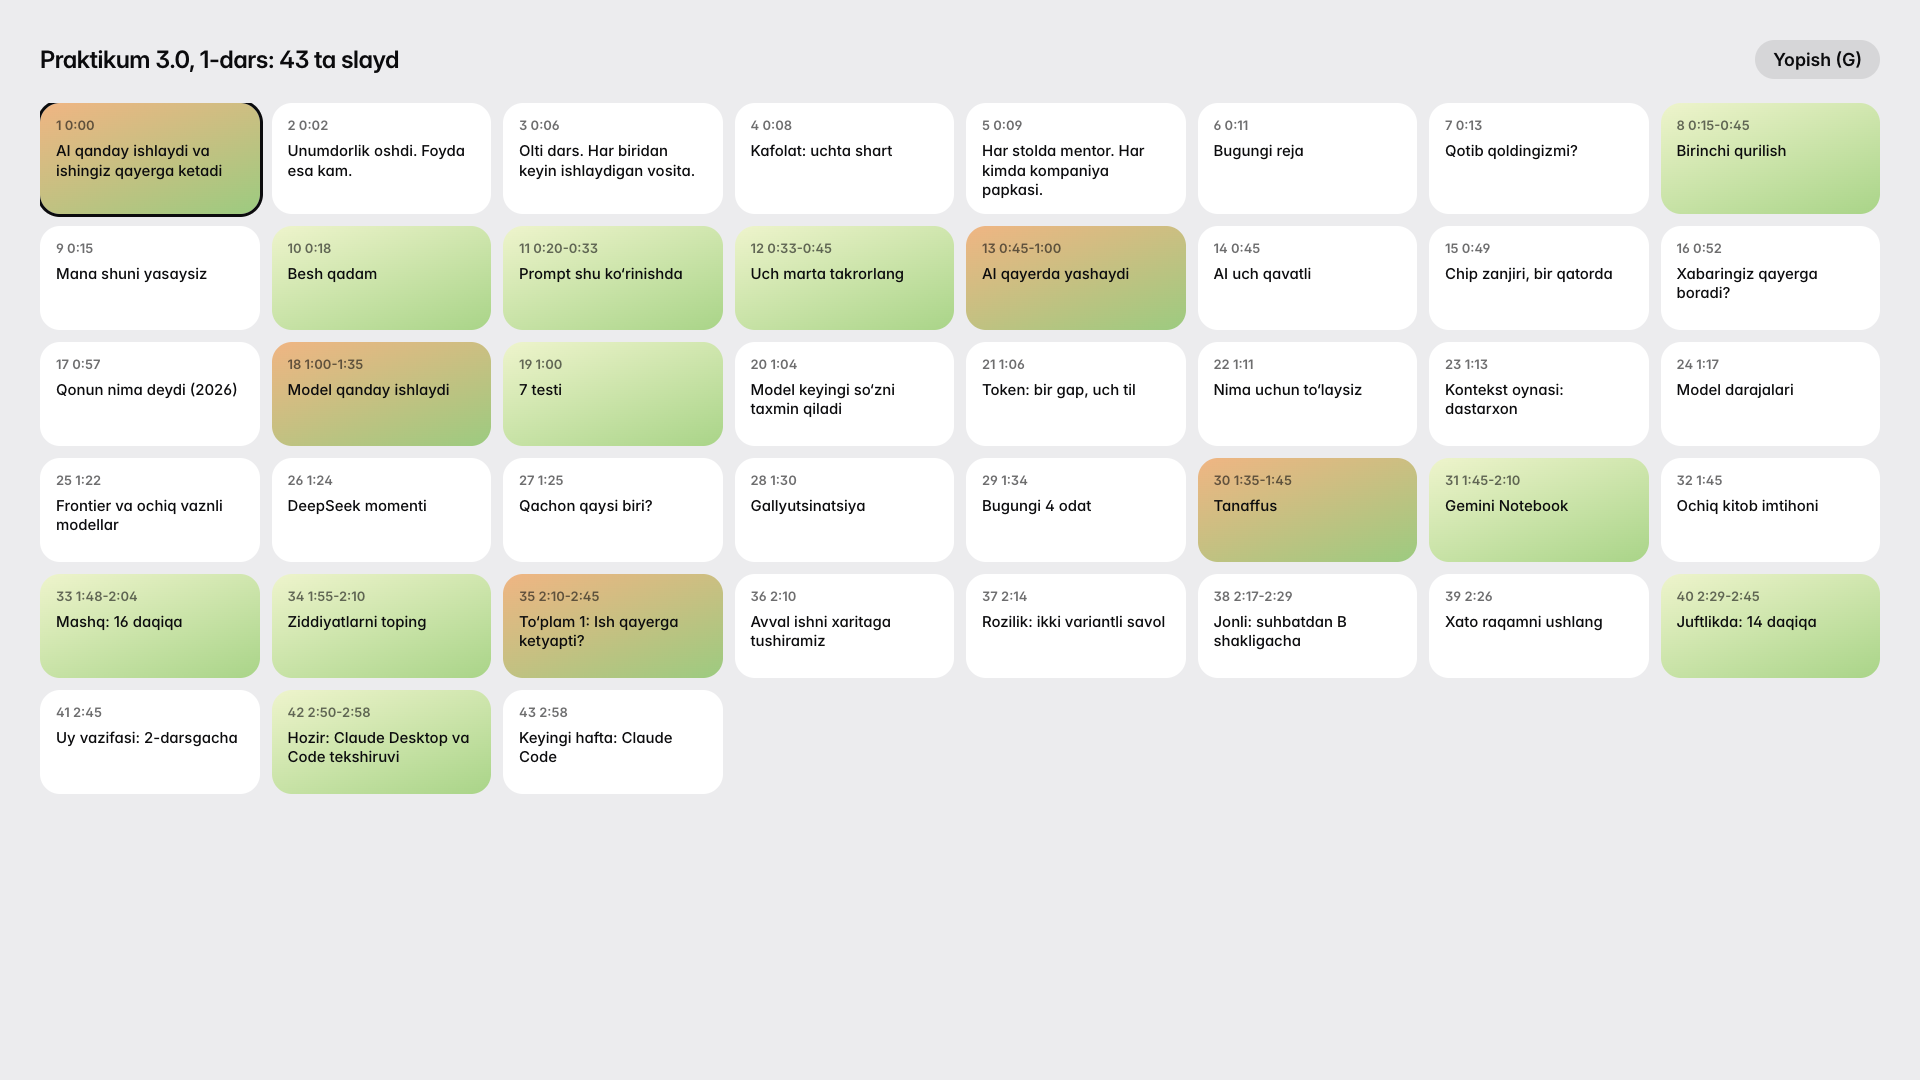 Praktikum 3.0, 1-dars: 43 ta slayd
Yopish (G)
1 0:00
AI qanday ishlaydi va
ishingiz qayerga ketadi
2 0:02
Unumdorlik oshdi. Foyda
esa kam.
3 0:06
Olti dars. Har biridan
keyin ishlaydigan vosita.
4 0:08
Kafolat: uchta shart
5 0:09
Har stolda mentor. Har
kimda kompaniya
papkasi.
6 0:11
Bugungi reja
7 0:13
Qotib qoldingizmi?
8 0:15-0:45
Birinchi qurilish
9 0:15
Mana shuni yasaysiz
10 0:18
Besh qadam
11 0:20-0:33
Prompt shu koʻrinishda
12 0:33-0:45
Uch marta takrorlang
13 0:45-1:00
AI qayerda yashaydi
14 0:45
AI uch qavatli
15 0:49
Chip zanjiri, bir qatorda
16 0:52
Xabaringiz qayerga
boradi?
17 0:57
Qonun nima deydi (2026)
18 1:00-1:35
Model qanday ishlaydi
19 1:00
7 testi
20 1:04
Model keyingi soʻzni
taxmin qiladi
21 1:06
Token: bir gap, uch til
22 1:11
Nima uchun toʻlaysiz
23 1:13
Kontekst oynasi:
dastarxon
24 1:17
Model darajalari
25 1:22
Frontier va ochiq vaznli
modellar
26 1:24
DeepSeek momenti
27 1:25
Qachon qaysi biri?
28 1:30
Gallyutsinatsiya
29 1:34
Bugungi 4 odat
30 1:35-1:45
Tanaffus
31 1:45-2:10
Gemini Notebook
32 1:45
Ochiq kitob imtihoni
33 1:48-2:04
Mashq: 16 daqiqa
34 1:55-2:10
Ziddiyatlarni toping
35 2:10-2:45
Toʻplam 1: Ish qayerga
ketyapti?
36 2:10
Avval ishni xaritaga
tushiramiz
37 2:14
Rozilik: ikki variantli savol
38 2:17-2:29
Jonli: suhbatdan B
shakligacha
39 2:26
Xato raqamni ushlang
40 2:29-2:45
Juftlikda: 14 daqiqa
41 2:45
Uy vazifasi: 2-darsgacha
42 2:50-2:58
Hozir: Claude Desktop va
Code tekshiruvi
43 2:58
Keyingi hafta: Claude
Code